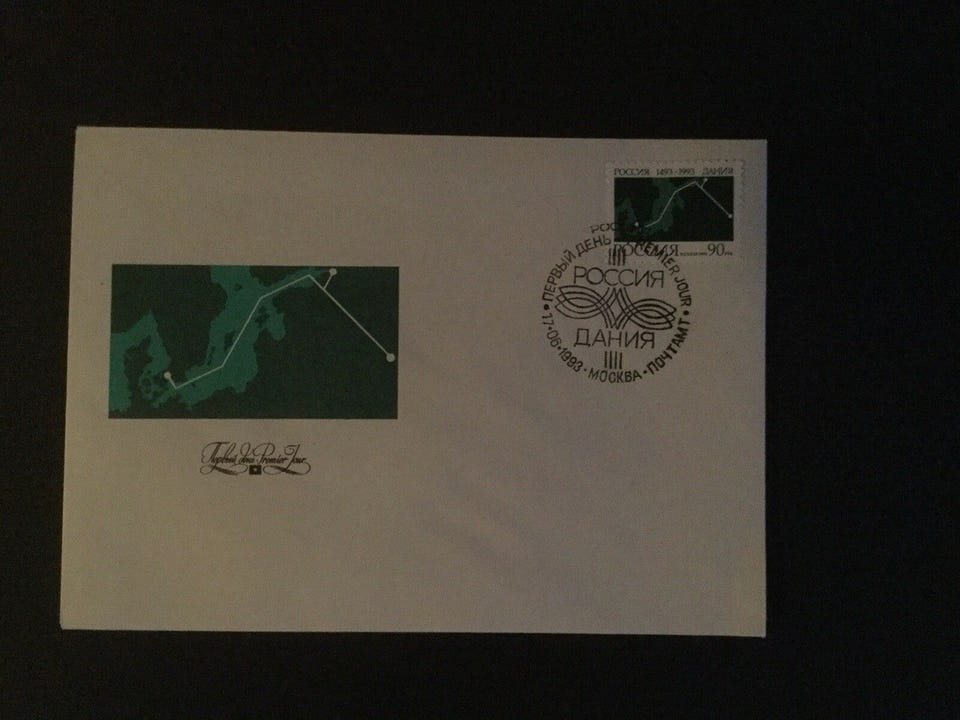 РОССИЯ 1493-1993 ДАНИЯ
РОССИЯ 90
ПЕРВЫЙ ДЕНЬ PREMIER JOUR
РОССИЯ
ДАНИЯ
17·06·1993·МОСКВА·ПОЧТАМТ
Первый день Premier Jour